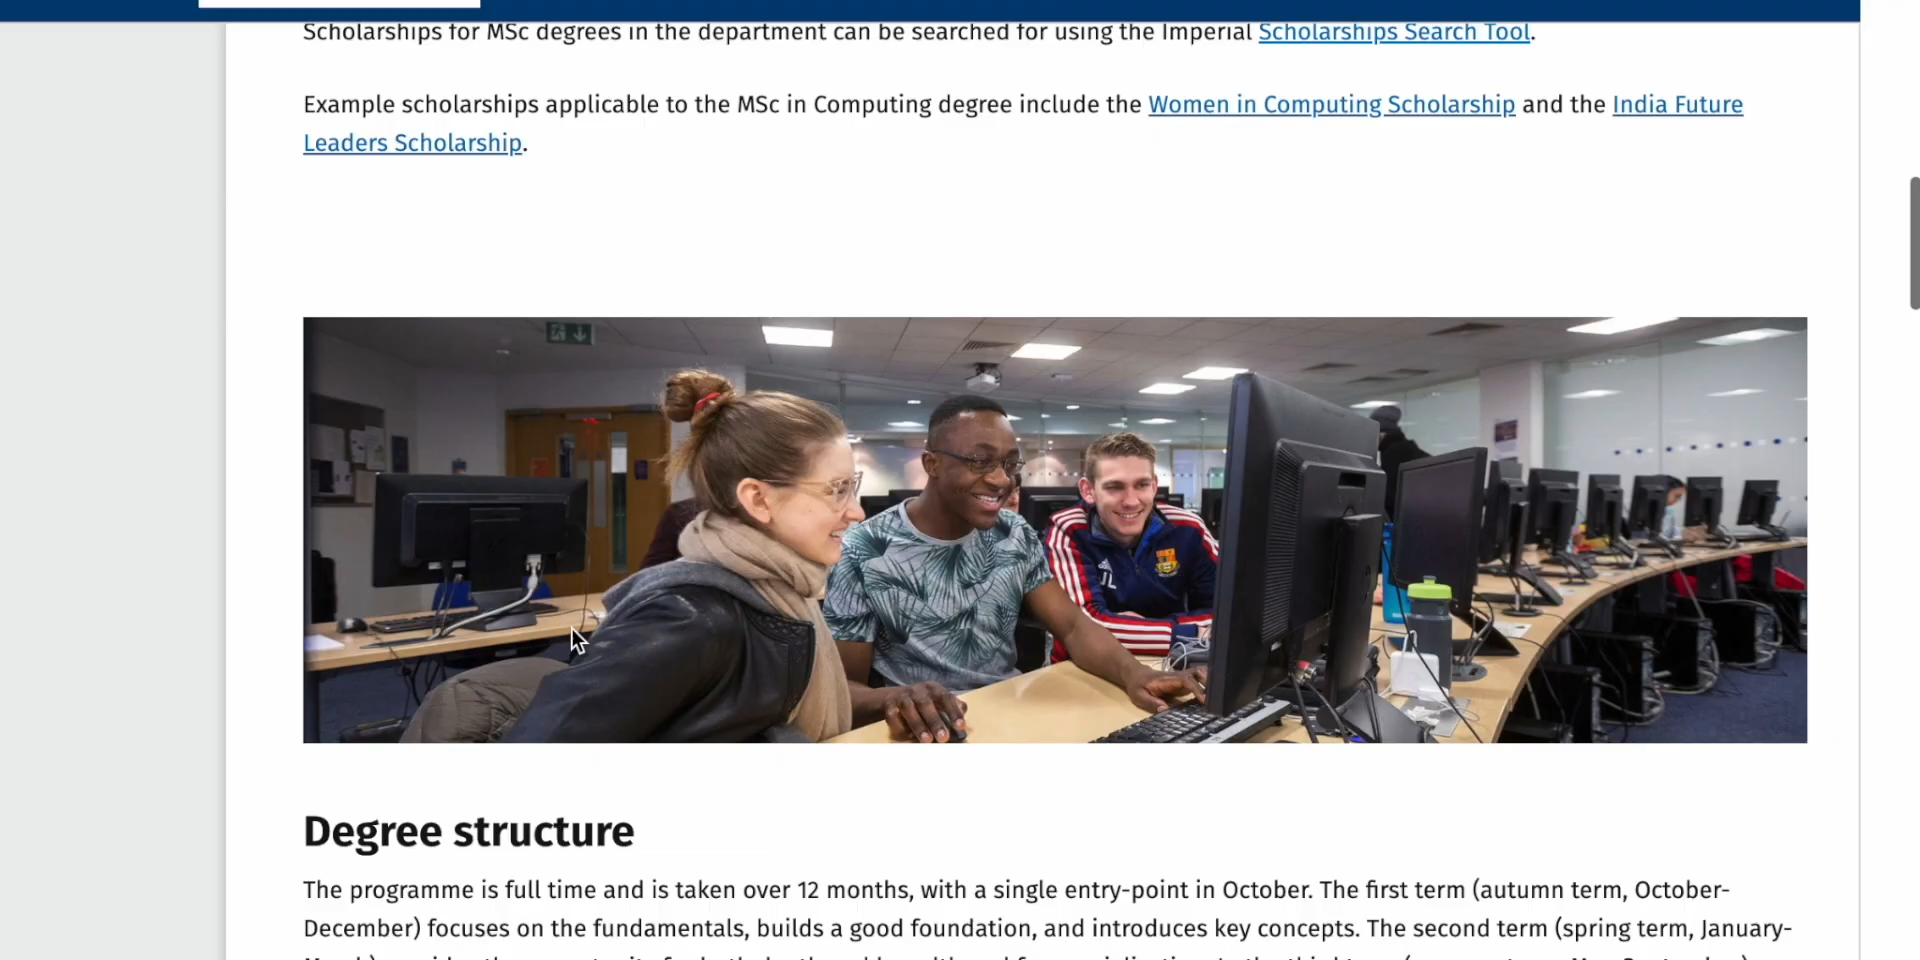 Scholarships for MSc degrees in the department can be searched for using the Imperial Scholarships Search Tool.
Example scholarships applicable to the MSc in Computing degree include the Women in Computing Scholarship and the India Future
Leaders Scholarship.
JL
Degree structure
The programme is full time and is taken over 12 months, with a single entry-point in October. The first term (autumn term, October-
December) focuses on the fundamentals, builds a good foundation, and introduces key concepts. The second term (spring term, January-